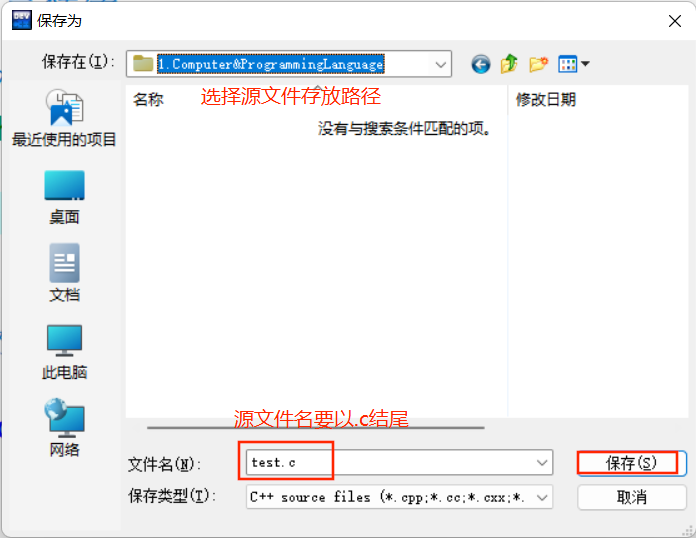 DEV
保存为
保存在(I):
1.Computer&ProgrammingLanguage
名称
选择源文件存放路径
修改日期
没有与搜索条件匹配的项。
最近使用的项目
桌面
文档
此电脑
网络
源文件名要以.c结尾
文件名(N):
test.c
保存(S)
保存类型(T):
C++ source files (*.cpp;*.cc;*.cxx;*.
取消